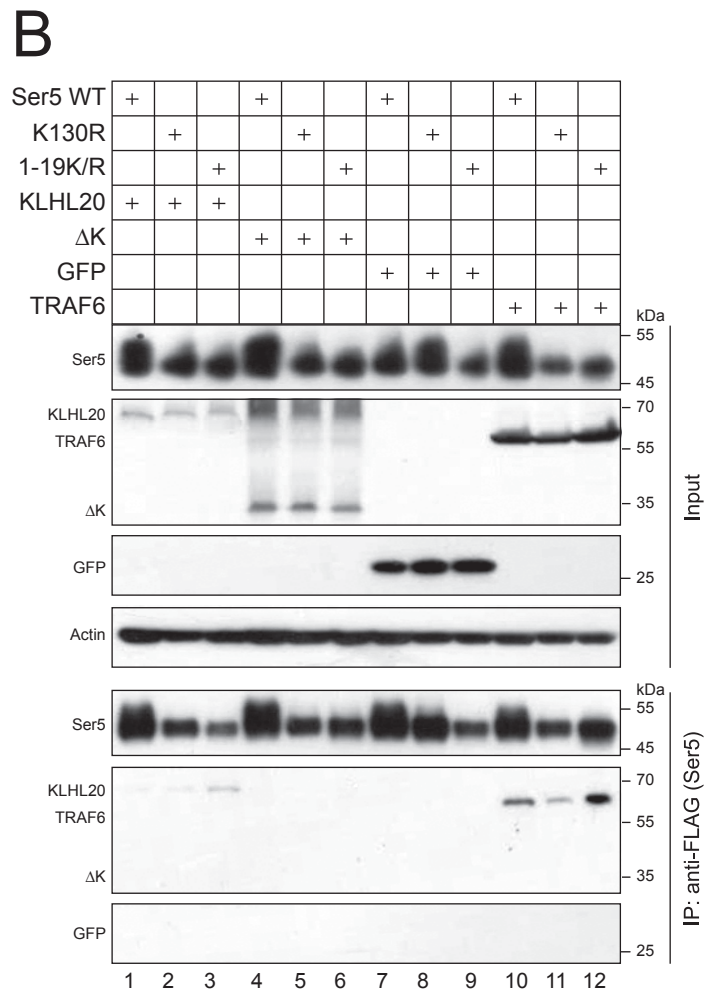 B
Ser5 WT + + + +
K130R + + + +
1-19K/R + + + +
KLHL20 + + +
ΔK + + +
GFP + + +
TRAF6 + + +
kDa
Ser5
55
45
KLHL20
TRAF6
ΔK
70
55
35
GFP
25
Actin
Input
kDa
Ser5
55
45
KLHL20
TRAF6
ΔK
70
55
35
GFP
25
IP: anti-FLAG (Ser5)
1 2 3 4 5 6 7 8 9 10 11 12